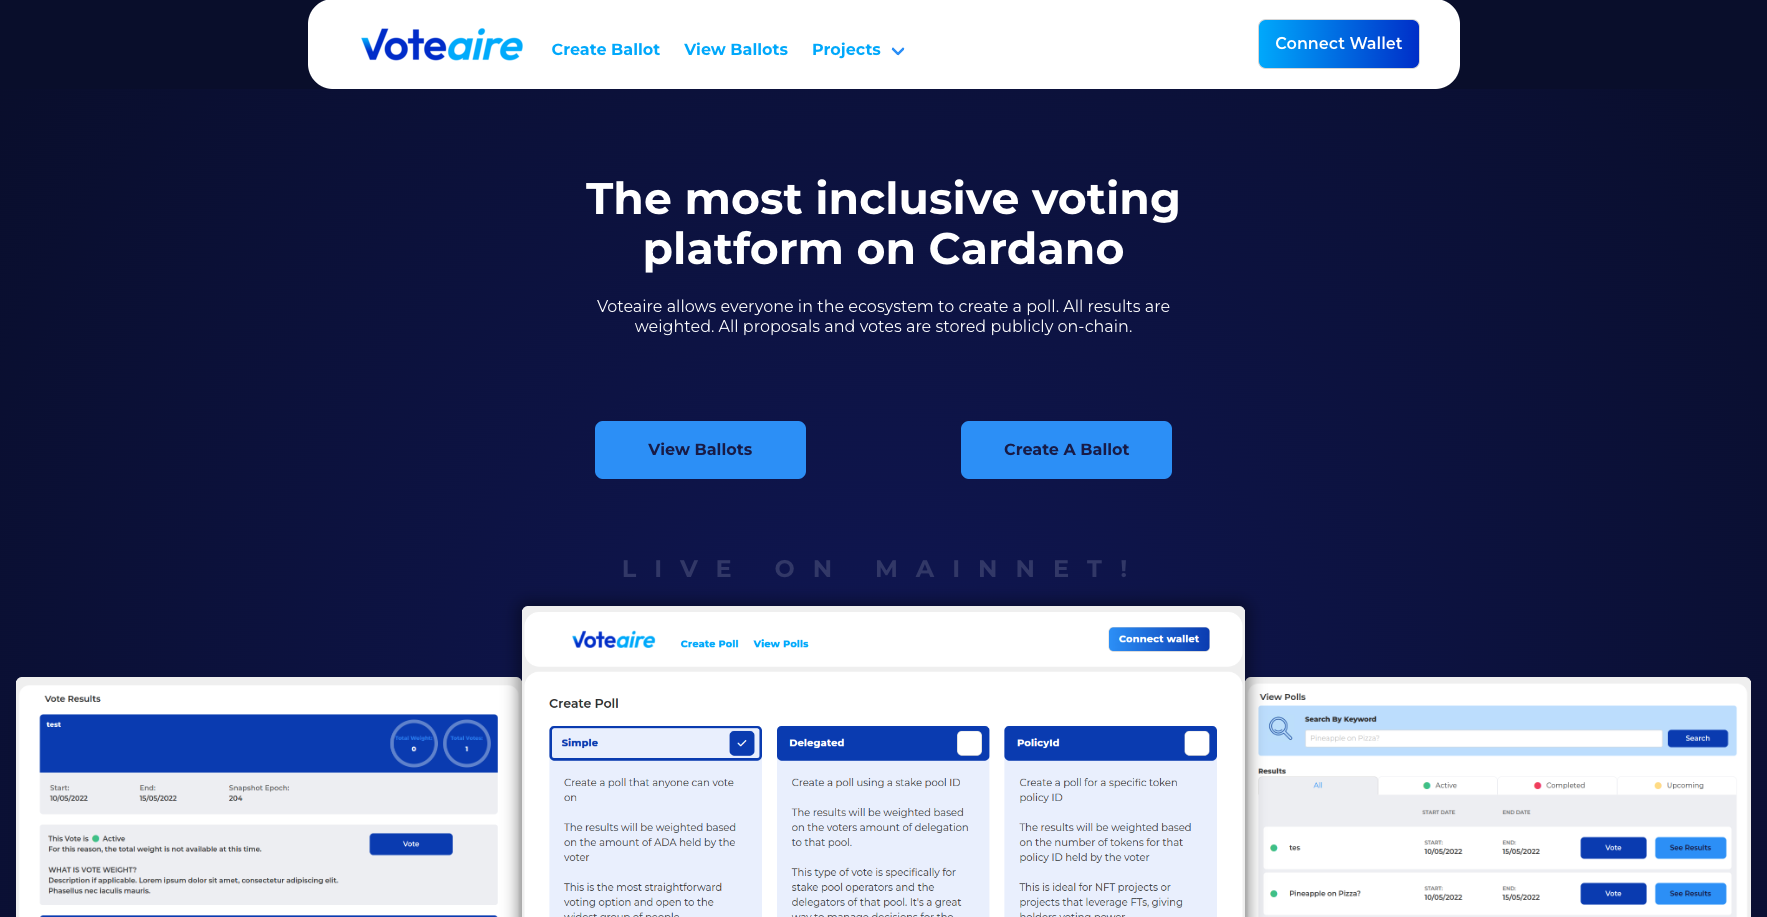 Voteaire
Create Ballot
View Ballots
Projects
Connect Wallet
The most inclusive voting
platform on Cardano
Voteaire allows everyone in the ecosystem to create a poll. All results are
weighted. All proposals and votes are stored publicly on-chain.
View Ballots
Create A Ballot
LIVE ON MAINNET!
Vote Results
test
Total Weight:
0
Total Votes:
1
Start:
10/05/2022
End:
15/05/2022
Snapshot Epoch:
204
This Vote is Active
For this reason, the total weight is not available at this time.
Vote
WHAT IS VOTE WEIGHT?
Description if applicable. Lorem ipsum dolor sit amet, consectetur adipiscing elit.
Phasellus nec iaculis mauris.
Voteaire
Create Poll
View Polls
Connect wallet
Create Poll
Simple
Create a poll that anyone can vote
on
The results will be weighted based
on the amount of ADA held by the
voter
This is the most straightforward
voting option and open to the
widest group of people
Delegated
Create a poll using a stake pool ID
The results will be weighted based
on the voters amount of delegation
to that pool.
This type of vote is specifically for
stake pool operators and the
delegators of that pool. It's a great
way to manage decisions for the
PolicyId
Create a poll for a specific token
policy ID
The results will be weighted based
on the number of tokens for that
policy ID held by the voter
This is ideal for NFT projects or
projects that leverage FTs, giving
holders voting power
View Polls
Search By Keyword
Pineapple on Pizza?
Search
Results
All
Active
Completed
Upcoming
START DATE
END DATE
tes
START:
10/05/2022
END:
15/05/2022
Vote
See Results
Pineapple on Pizza?
START:
10/05/2022
END:
15/05/2022
Vote
See Results